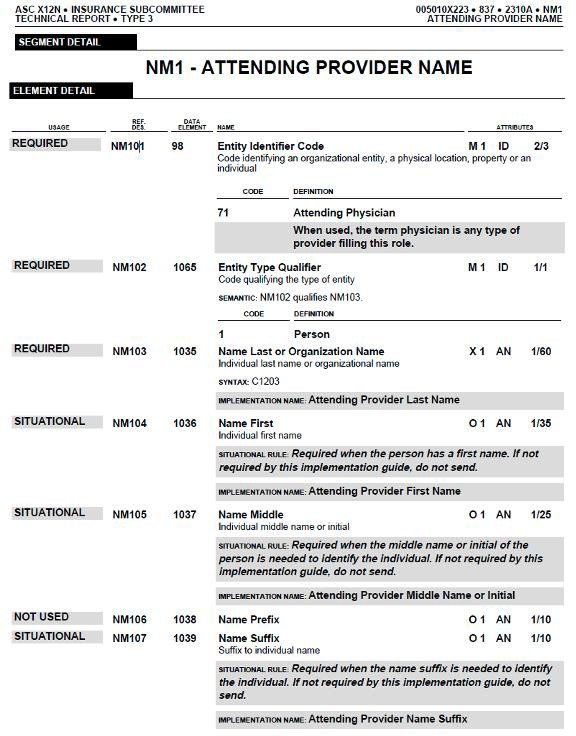 ASC X12N • INSURANCE SUBCOMMITTEE
TECHNICAL REPORT • TYPE 3
005010X223 • 837 • 2310A • NM1
ATTENDING PROVIDER NAME
SEGMENT DETAIL
NM1 - ATTENDING PROVIDER NAME
ELEMENT DETAIL
USAGE REF. DES. DATA ELEMENT NAME ATTRIBUTES
REQUIRED NM101 98 Entity Identifier Code M 1 ID 2/3
Code identifying an organizational entity, a physical location, property or an
individual
CODE DEFINITION
71 Attending Physician
When used, the term physician is any type of
provider filling this role.
REQUIRED NM102 1065 Entity Type Qualifier M 1 ID 1/1
Code qualifying the type of entity
SEMANTIC: NM102 qualifies NM103.
CODE DEFINITION
1 Person
REQUIRED NM103 1035 Name Last or Organization Name X 1 AN 1/60
Individual last name or organizational name
SYNTAX: C1203
IMPLEMENTATION NAME: Attending Provider Last Name
SITUATIONAL NM104 1036 Name First O 1 AN 1/35
Individual first name
SITUATIONAL RULE: Required when the person has a first name. If not
required by this implementation guide, do not send.
IMPLEMENTATION NAME: Attending Provider First Name
SITUATIONAL NM105 1037 Name Middle O 1 AN 1/25
Individual middle name or initial
SITUATIONAL RULE: Required when the middle name or initial of the
person is needed to identify the individual. If not required by this
implementation guide, do not send.
IMPLEMENTATION NAME: Attending Provider Middle Name or Initial
NOT USED NM106 1038 Name Prefix O 1 AN 1/10
SITUATIONAL NM107 1039 Name Suffix O 1 AN 1/10
Suffix to individual name
SITUATIONAL RULE: Required when the name suffix is needed to identify
the individual. If not required by this implementation guide, do not
send.
IMPLEMENTATION NAME: Attending Provider Name Suffix